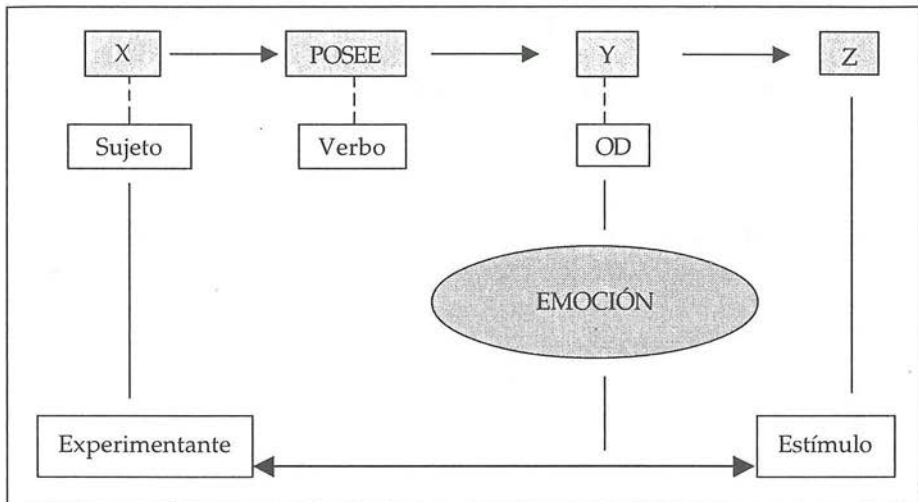 X
POSEE
Y
Z
Sujeto
Verbo
OD
EMOCIÓN
Experimentante
Estímulo